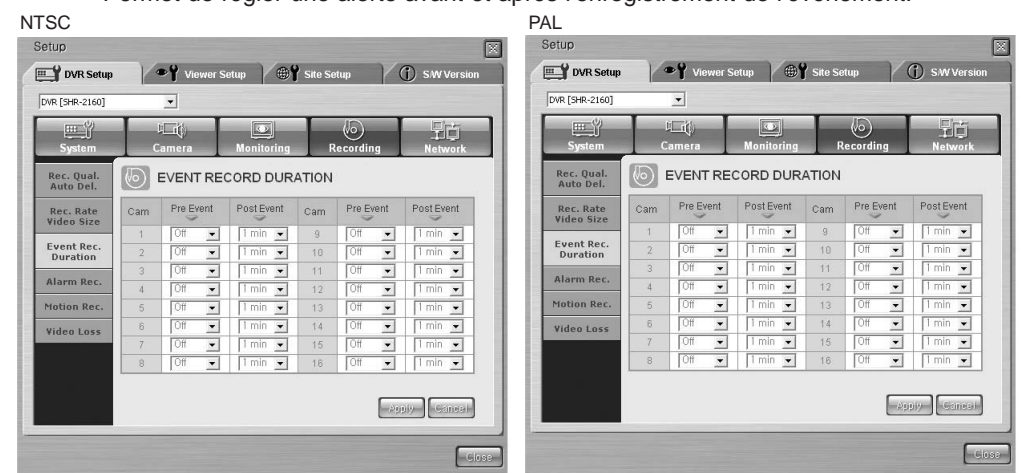 Permet de régler une alerte avant et après l'enregistrement de l'événement.
NTSC
Setup
DVR Setup Viewer Setup Site Setup S/W Version
DVR [SHR-2160]
System Camera Monitoring Recording Network
Rec. Qual.
Auto Del.
Rec. Rate
Video Size
Event Rec.
Duration
Alarm Rec.
Motion Rec.
Video Loss
EVENT RECORD DURATION
Cam Pre Event Post Event Cam Pre Event Post Event
1 Off 1 min 9 Off 1 min
2 Off 1 min 10 Off 1 min
3 Off 1 min 11 Off 1 min
4 Off 1 min 12 Off 1 min
5 Off 1 min 13 Off 1 min
6 Off 1 min 14 Off 1 min
7 Off 1 min 15 Off 1 min
8 Off 1 min 16 Off 1 min
Apply Cancel
Close
PAL
Setup
DVR Setup Viewer Setup Site Setup S/W Version
DVR [SHR-2160]
System Camera Monitoring Recording Network
Rec. Qual.
Auto Del.
Rec. Rate
Video Size
Event Rec.
Duration
Alarm Rec.
Motion Rec.
Video Loss
EVENT RECORD DURATION
Cam Pre Event Post Event Cam Pre Event Post Event
1 Off 1 min 9 Off 1 min
2 Off 1 min 10 Off 1 min
3 Off 1 min 11 Off 1 min
4 Off 1 min 12 Off 1 min
5 Off 1 min 13 Off 1 min
6 Off 1 min 14 Off 1 min
7 Off 1 min 15 Off 1 min
8 Off 1 min 16 Off 1 min
Apply Cancel
Close